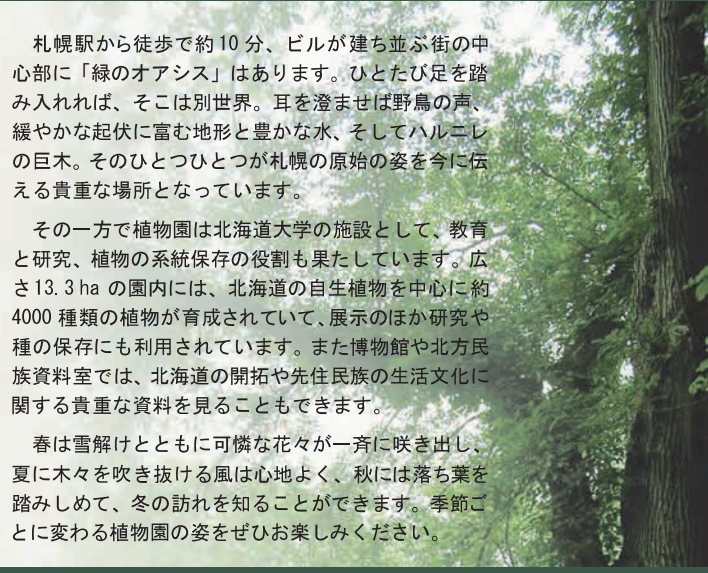 札幌駅から徒歩で約10 分、ビルが建ち並ぶ街の中
心部に「緑のオアシス」はあります。ひとたび足を踏
み入れれば、そこは別世界。耳を澄ませば野鳥の声、
緩やかな起伏に富む地形と豊かな水、そしてハルニレ
の巨木。そのひとつひとつが札幌の原始の姿を今に伝
える貴重な場所となっています。
その一方で植物園は北海道大学の施設として、教育
と研究、植物の系統保存の役割も果たしています。広
さ13.3 ha の園内には、北海道の自生植物を中心に約
4000 種類の植物が育成されていて、展示のほか研究や
種の保存にも利用されています。また博物館や北方民
族資料室では、北海道の開拓や先住民族の生活文化に
関する貴重な資料を見ることもできます。
春は雪解けとともに可憐な花々が一斉に咲き出し、
夏に木々を吹き抜ける風は心地よく、秋には落ち葉を
踏みしめて、冬の訪れを知ることができます。季節ご
とに変わる植物園の姿をぜひお楽しみください。